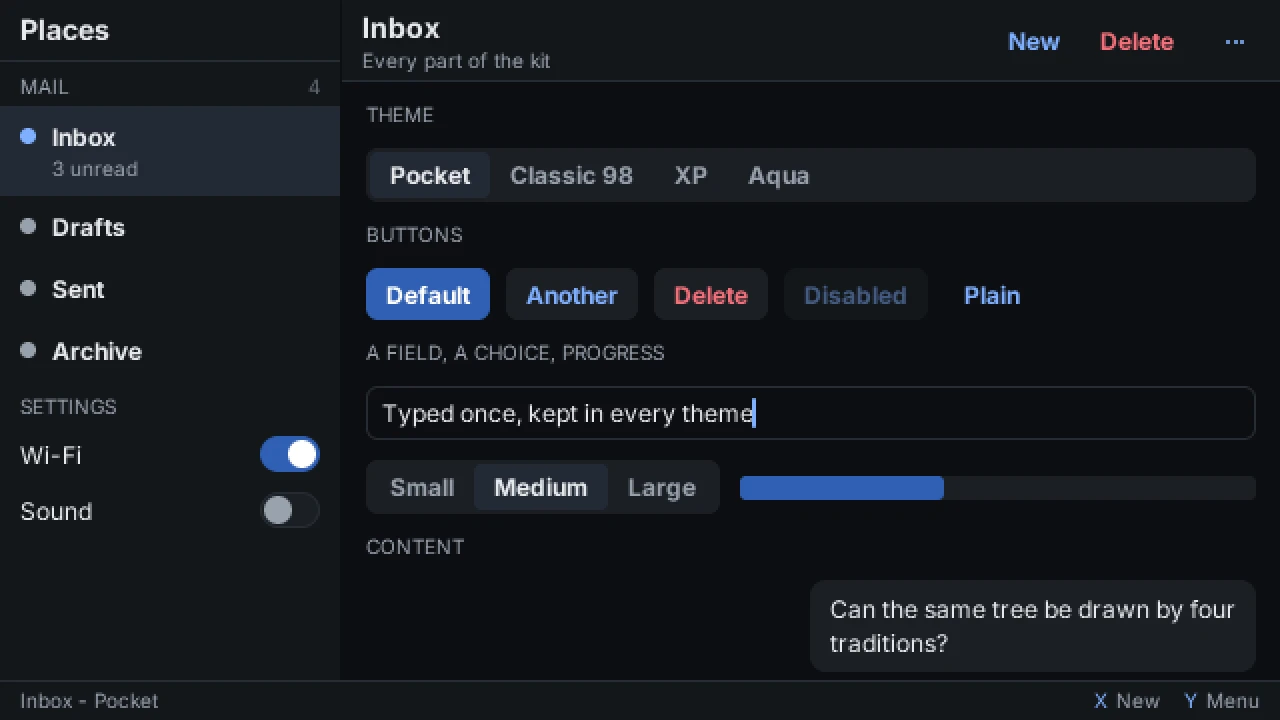 Places
MAIL 4
Inbox
3 unread
Drafts
Sent
Archive
SETTINGS
Wi-Fi
Sound
Inbox
Every part of the kit
New Delete ...
THEME
Pocket Classic 98 XP Aqua
BUTTONS
Default Another Delete Disabled Plain
A FIELD, A CHOICE, PROGRESS
Typed once, kept in every theme
Small Medium Large
CONTENT
Can the same tree be drawn by four
traditions?
Inbox - Pocket
X New Y Menu